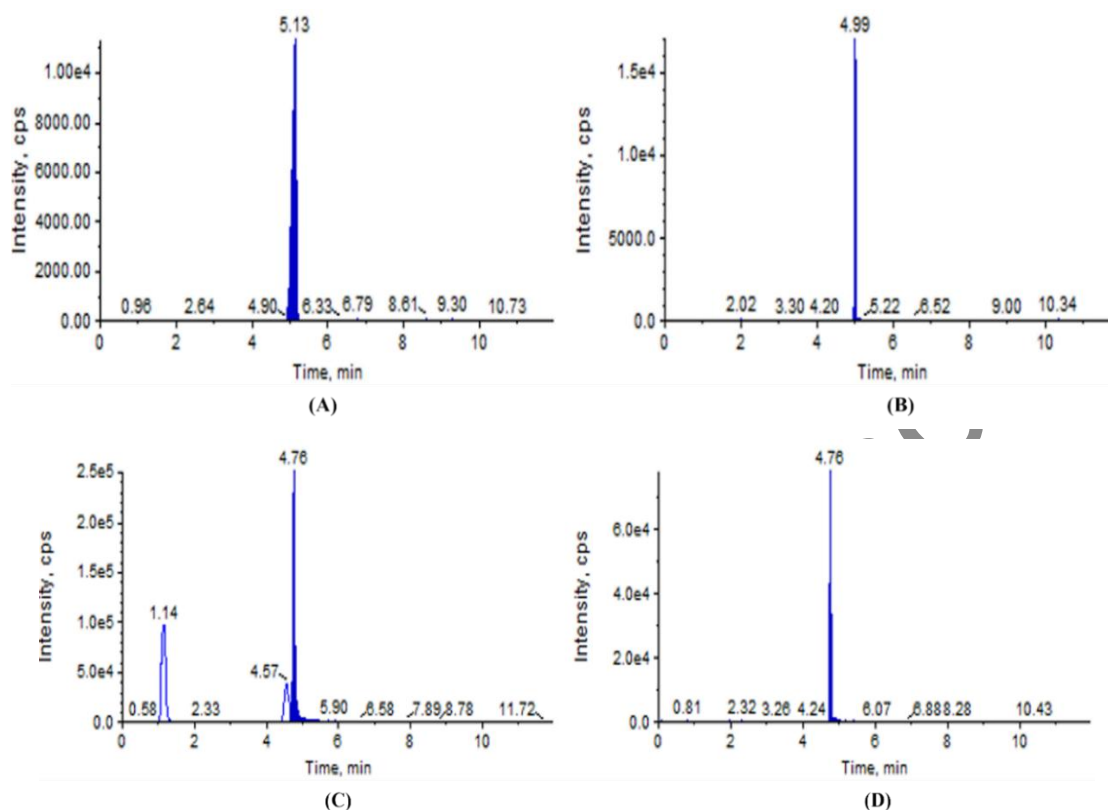 5.13
1.00e4
8000.00
6000.00
4000.00
2000.00
0.00
Intensity, cps
0.96 2.64 4.90 6.33 6.79 8.61 9.30 10.73
0 2 4 6 8 10
Time, min
(A)
4.99
1.5e4
1.0e4
5000.0
0.00
Intensity, cps
2.02 3.30 4.20 5.22 6.52 9.00 10.34
0 2 4 6 8 10
Time, min
(B)
4.76
2.5e5
2.0e5
1.5e5
1.0e5
5.0e4
0.0
Intensity, cps
1.14
4.57
0.58 2.33 5.90 6.58 7.89 8.78 11.72
0 2 4 6 8 10
Time, min
(C)
4.76
6.0e4
4.0e4
2.0e4
0.0
Intensity, cps
0.81 2.32 3.26 4.24 6.07 6.88 8.28 10.43
0 2 4 6 8 10
Time, min
(D)